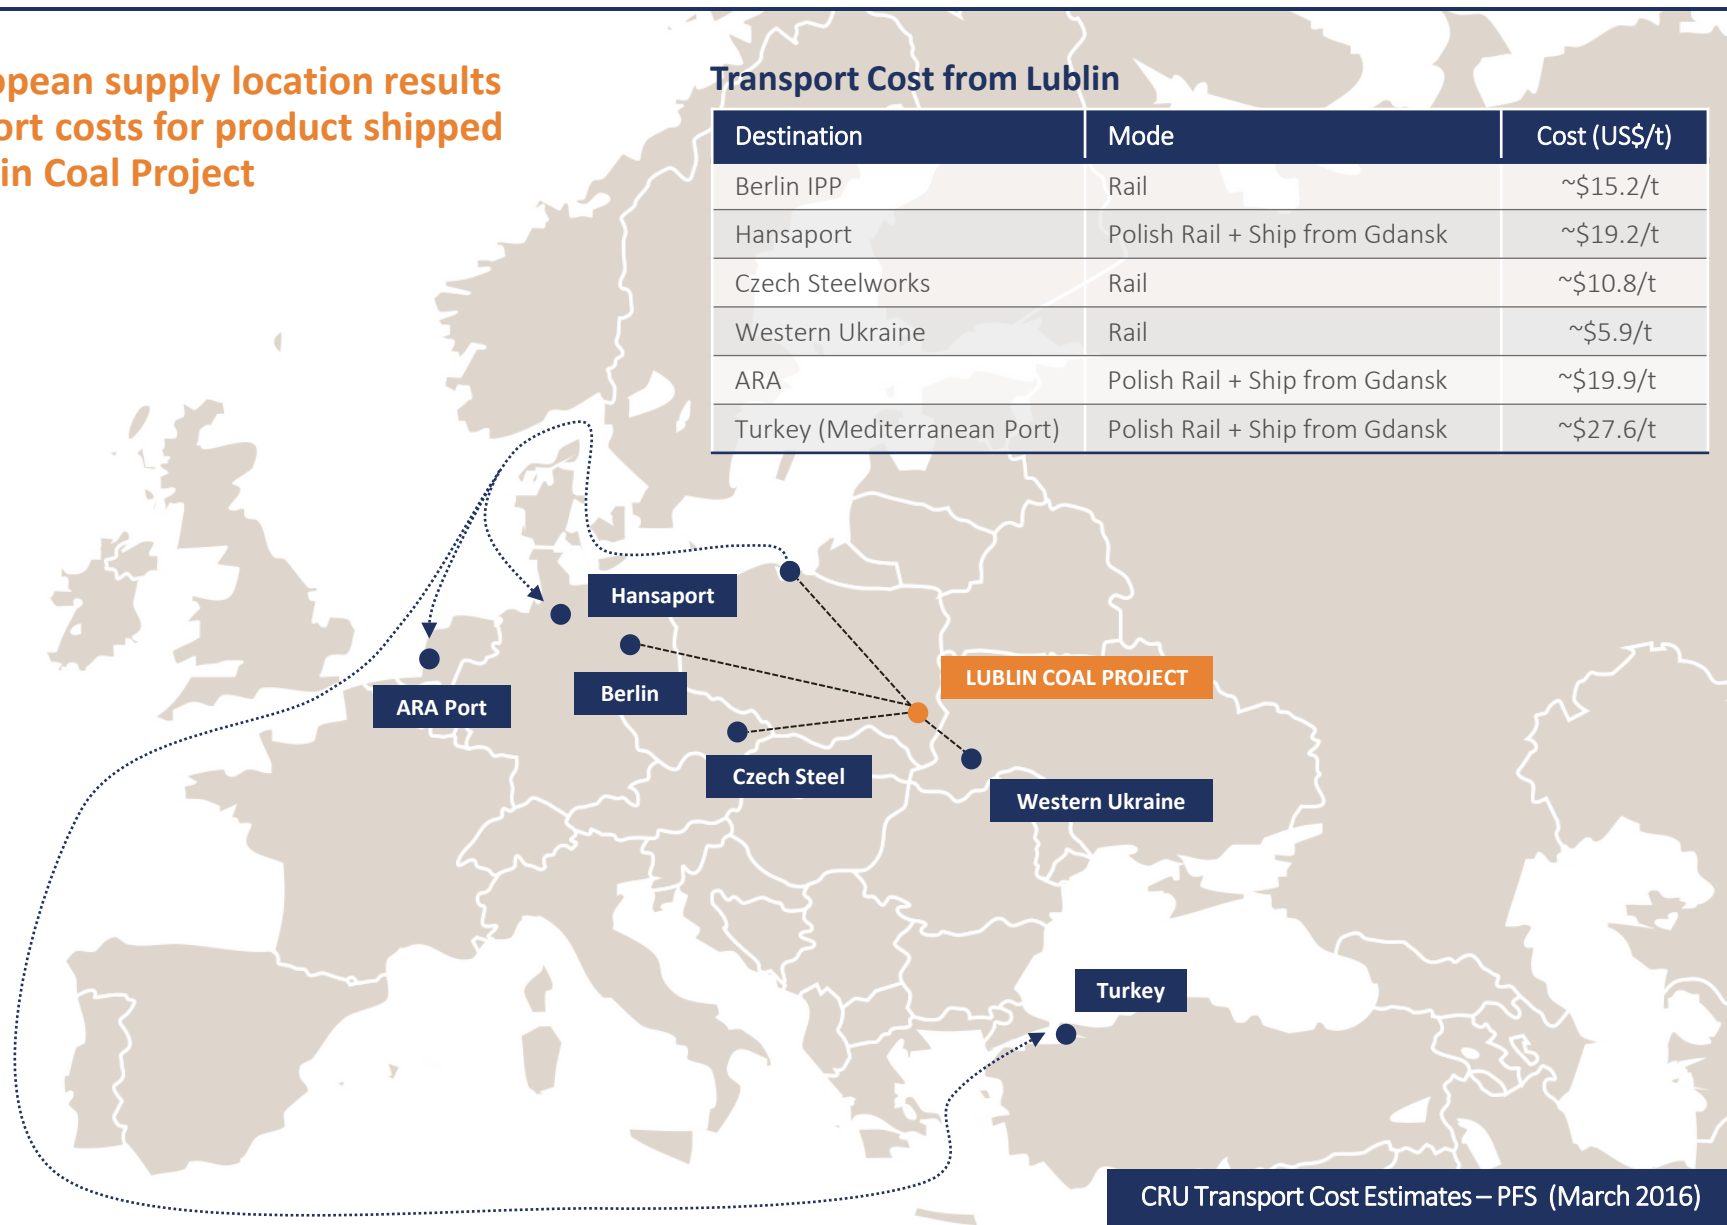 opean supply location results
ort costs for product shipped
in Coal Project
Transport Cost from Lublin
Destination Mode Cost (US$/t)
Berlin IPP Rail ~$15.2/t
Hansaport Polish Rail + Ship from Gdansk ~$19.2/t
Czech Steelworks Rail ~$10.8/t
Western Ukraine Rail ~$5.9/t
ARA Polish Rail + Ship from Gdansk ~$19.9/t
Turkey (Mediterranean Port) Polish Rail + Ship from Gdansk ~$27.6/t
Hansaport
LUBLIN COAL PROJECT
Berlin
ARA Port
Czech Steel
Western Ukraine
Turkey
CRU Transport Cost Estimates – PFS (March 2016)